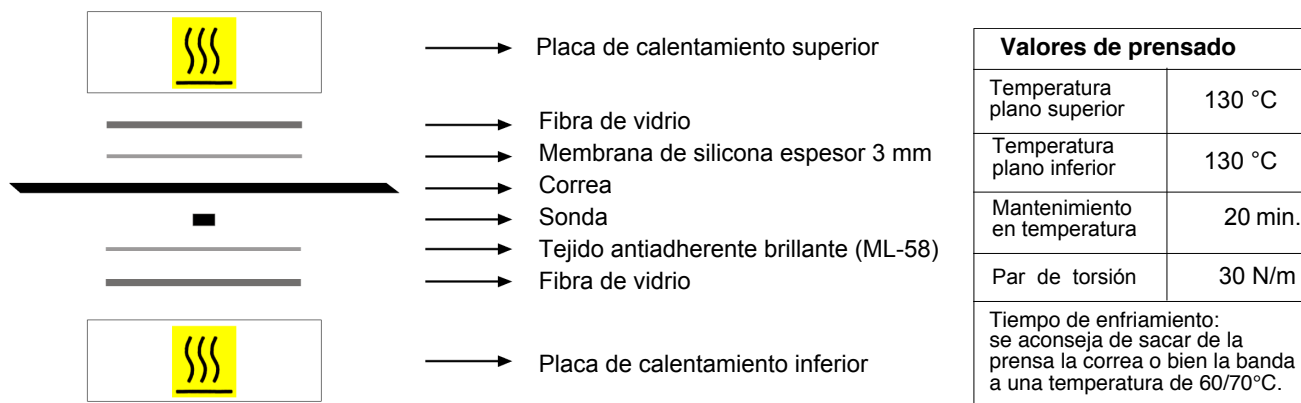 Placa de calentamiento superior
Fibra de vidrio
Membrana de silicona espesor 3 mm
Correa
Sonda
Tejido antiadherente brillante (ML-58)
Fibra de vidrio
Placa de calentamiento inferior
Valores de prensado
Temperatura
plano superior
130 °C
Temperatura
plano inferior
130 °C
Mantenimiento
en temperatura
20 min.
Par de torsión
30 N/m
Tiempo de enfriamiento:
se aconseja de sacar de la
prensa la correa o bien la banda
a una temperatura de 60/70°C.